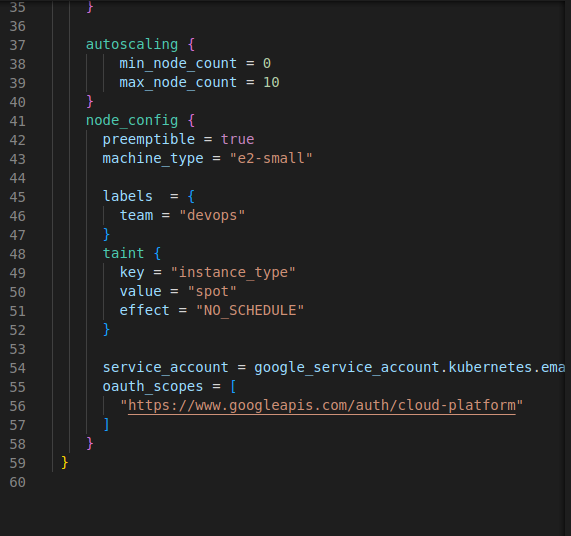 35 }
36
37 autoscaling {
38 min_node_count = 0
39 max_node_count = 10
40 }
41 node_config {
42 preemptible = true
43 machine_type = "e2-small"
44
45 labels  = {
46 team = "devops"
47 }
48 taint {
49 key = "instance_type"
50 value = "spot"
51 effect = "NO_SCHEDULE"
52 }
53
54 service_account = google_service_account.kubernetes.ema
55 oauth_scopes = [
56 "https://www.googleapis.com/auth/cloud-platform"
57 ]
58 }
59 }
60